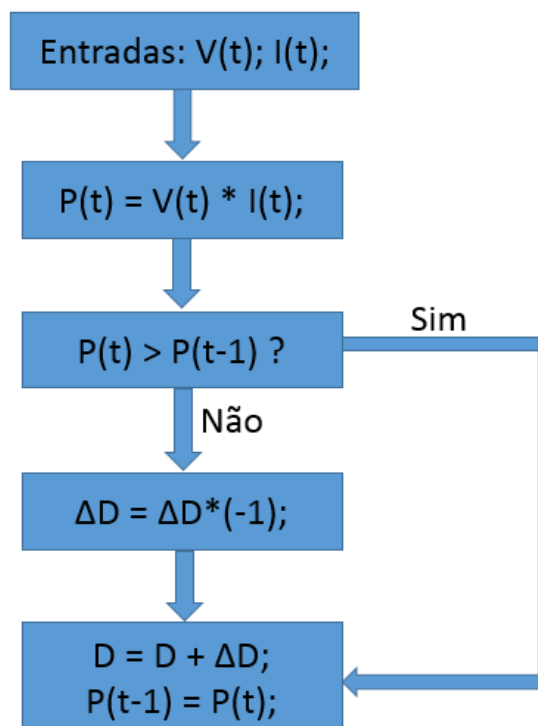 Entradas: V(t); I(t);
P(t) = V(t) * I(t);
P(t) > P(t-1) ?
Sim
Não
ΔD = ΔD*(-1);
D = D + ΔD;
P(t-1) = P(t);